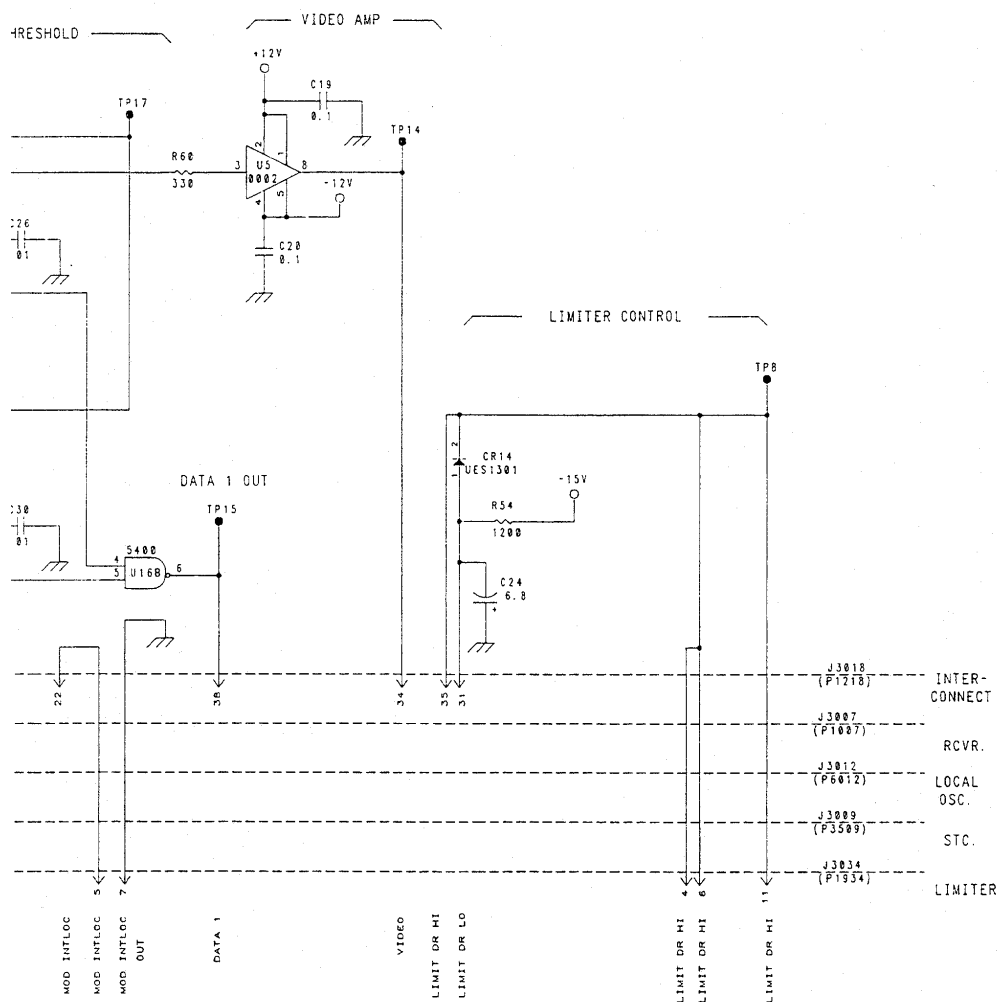 HRESHOLD
VIDEO AMP
+12V
C19
0.1
TP17
TP14
R60
330
3
2
1
U5
0002
8
4
5
-12V
C26
01
C20
0.1
LIMITER CONTROL
TP8
2
1
CR14
UES1301
-15V
R54
1200
DATA 1 OUT
TP15
C30
01
5400
4
5
U16B
6
C24
6.8
+
22
38
34
35
31
J3018
(P1218)
INTER-
CONNECT
J3007
(P1007)
RCVR.
J3012
(P6012)
LOCAL
OSC.
J3009
(P3509)
STC.
J3034
(P1934)
LIMITER
5
7
4
6
11
MOD INTLOC
MOD INTLOC
MOD INTLOC
OUT
DATA 1
VIDEO
LIMIT DR HI
LIMIT DR LO
LIMIT DR HI
LIMIT DR HI
LIMIT DR HI